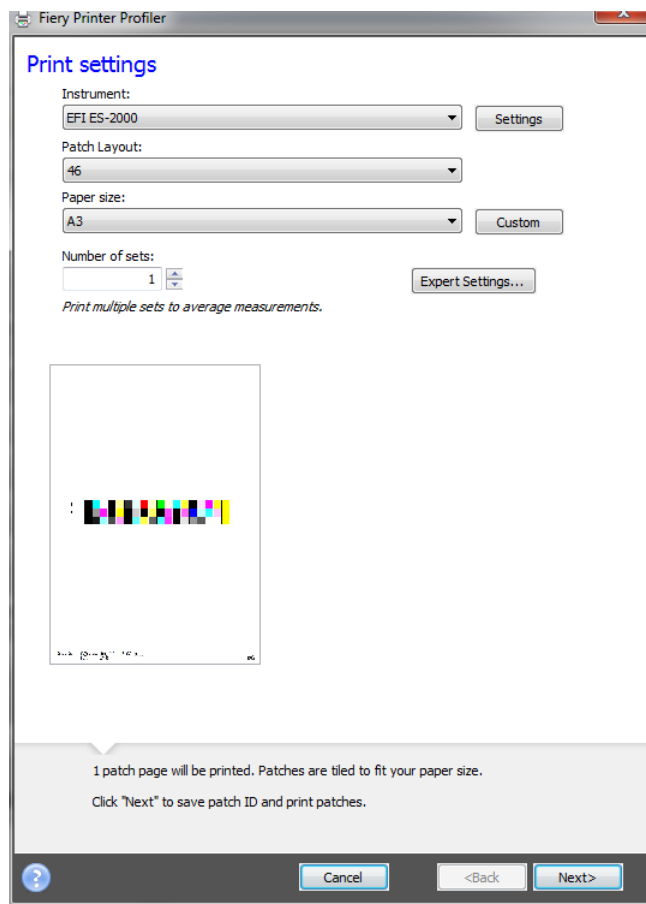 Fiery Printer Profiler
Print settings
Instrument:
EFI ES-2000
Settings
Patch Layout:
46
Paper size:
A3
Custom
Number of sets:
1
Expert Settings...
Print multiple sets to average measurements.
1 patch page will be printed. Patches are tiled to fit your paper size.
Click "Next" to save patch ID and print patches.
?
Cancel
<Back
Next>